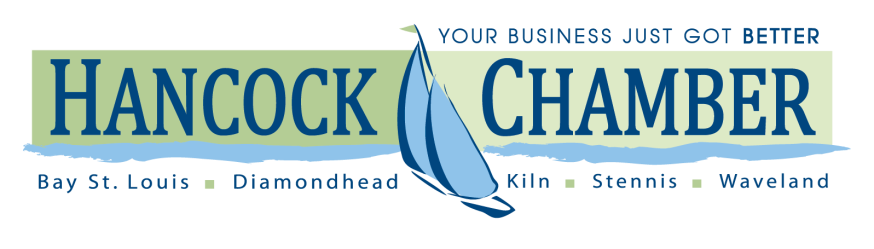 YOUR BUSINESS JUST GOT BETTER
HANCOCK CHAMBER
Bay St. Louis ▪ Diamondhead Kiln ▪ Stennis ▪ Waveland